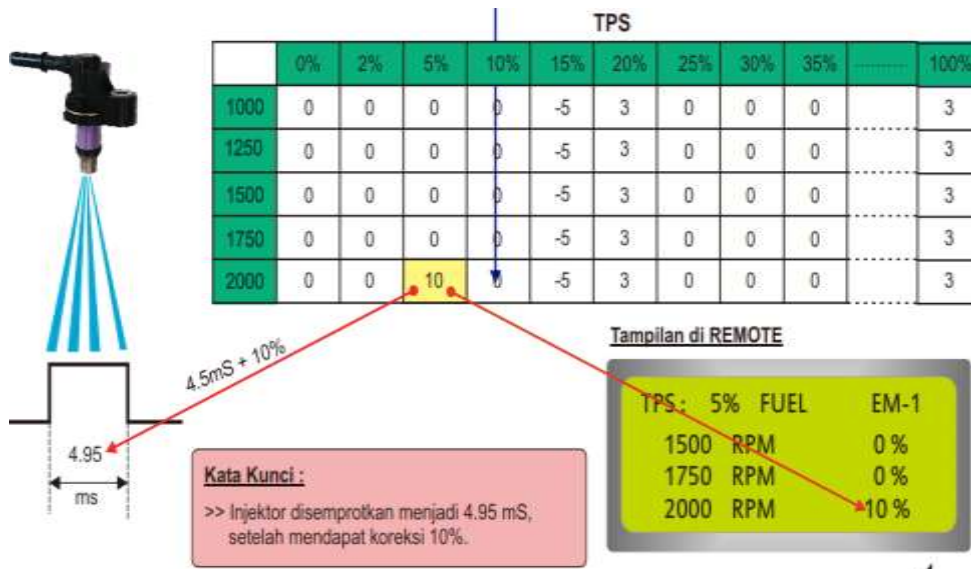 TPS
0% 2% 5% 10% 15% 20% 25% 30% 35% ........... 100%
1000 0 0 0 0 -5 3 0 0 0 ........... 3
1250 0 0 0 0 -5 3 0 0 0 ........... 3
1500 0 0 0 0 -5 3 0 0 0 ........... 3
1750 0 0 0 0 -5 3 0 0 0 ........... 3
2000 0 0 10 0 -5 3 0 0 0 ........... 3
4.5mS + 10%
4.95
ms
Kata Kunci :
>> Injektor disemprotkan menjadi 4.95 mS,
setelah mendapat koreksi 10%.
Tampilan di REMOTE
TPS : 5% FUEL EM-1
1500 RPM 0 %
1750 RPM 0 %
2000 RPM 10 %